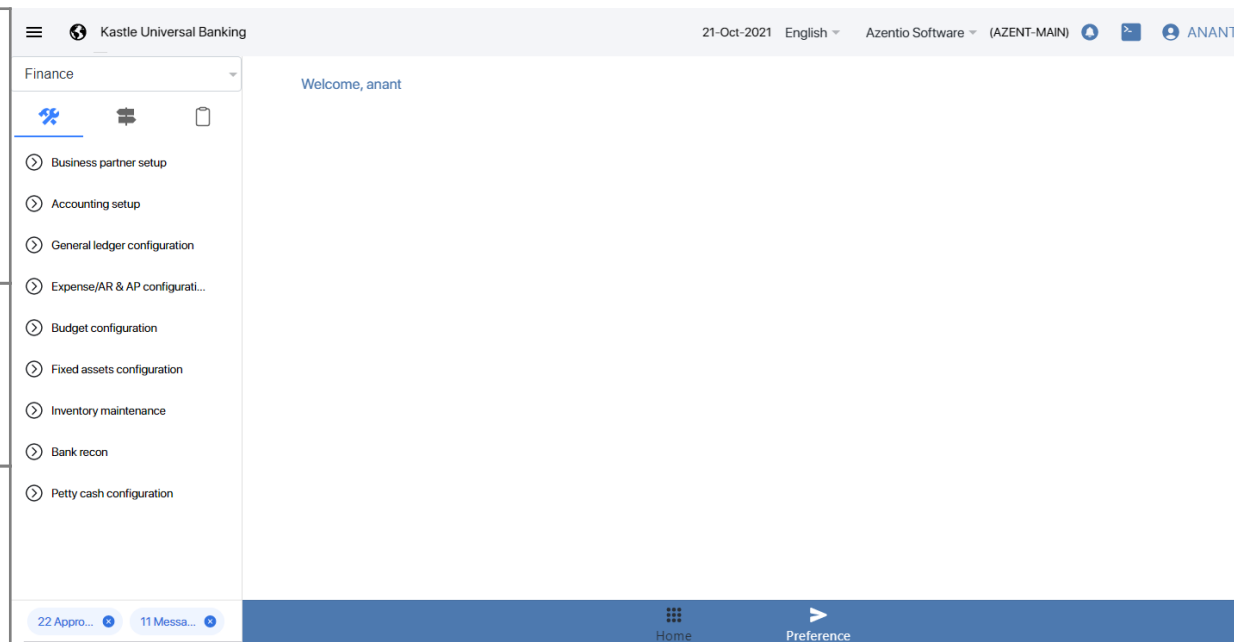 Kastle Universal Banking
21-Oct-2021 English Azentio Software (AZENT-MAIN) ANANT
Finance
Welcome, anant
Business partner setup
Accounting setup
General ledger configuration
Expense/AR & AP configurati...
Budget configuration
Fixed assets configuration
Inventory maintenance
Bank recon
Petty cash configuration
22 Appro... 11 Messa...
Home Preference